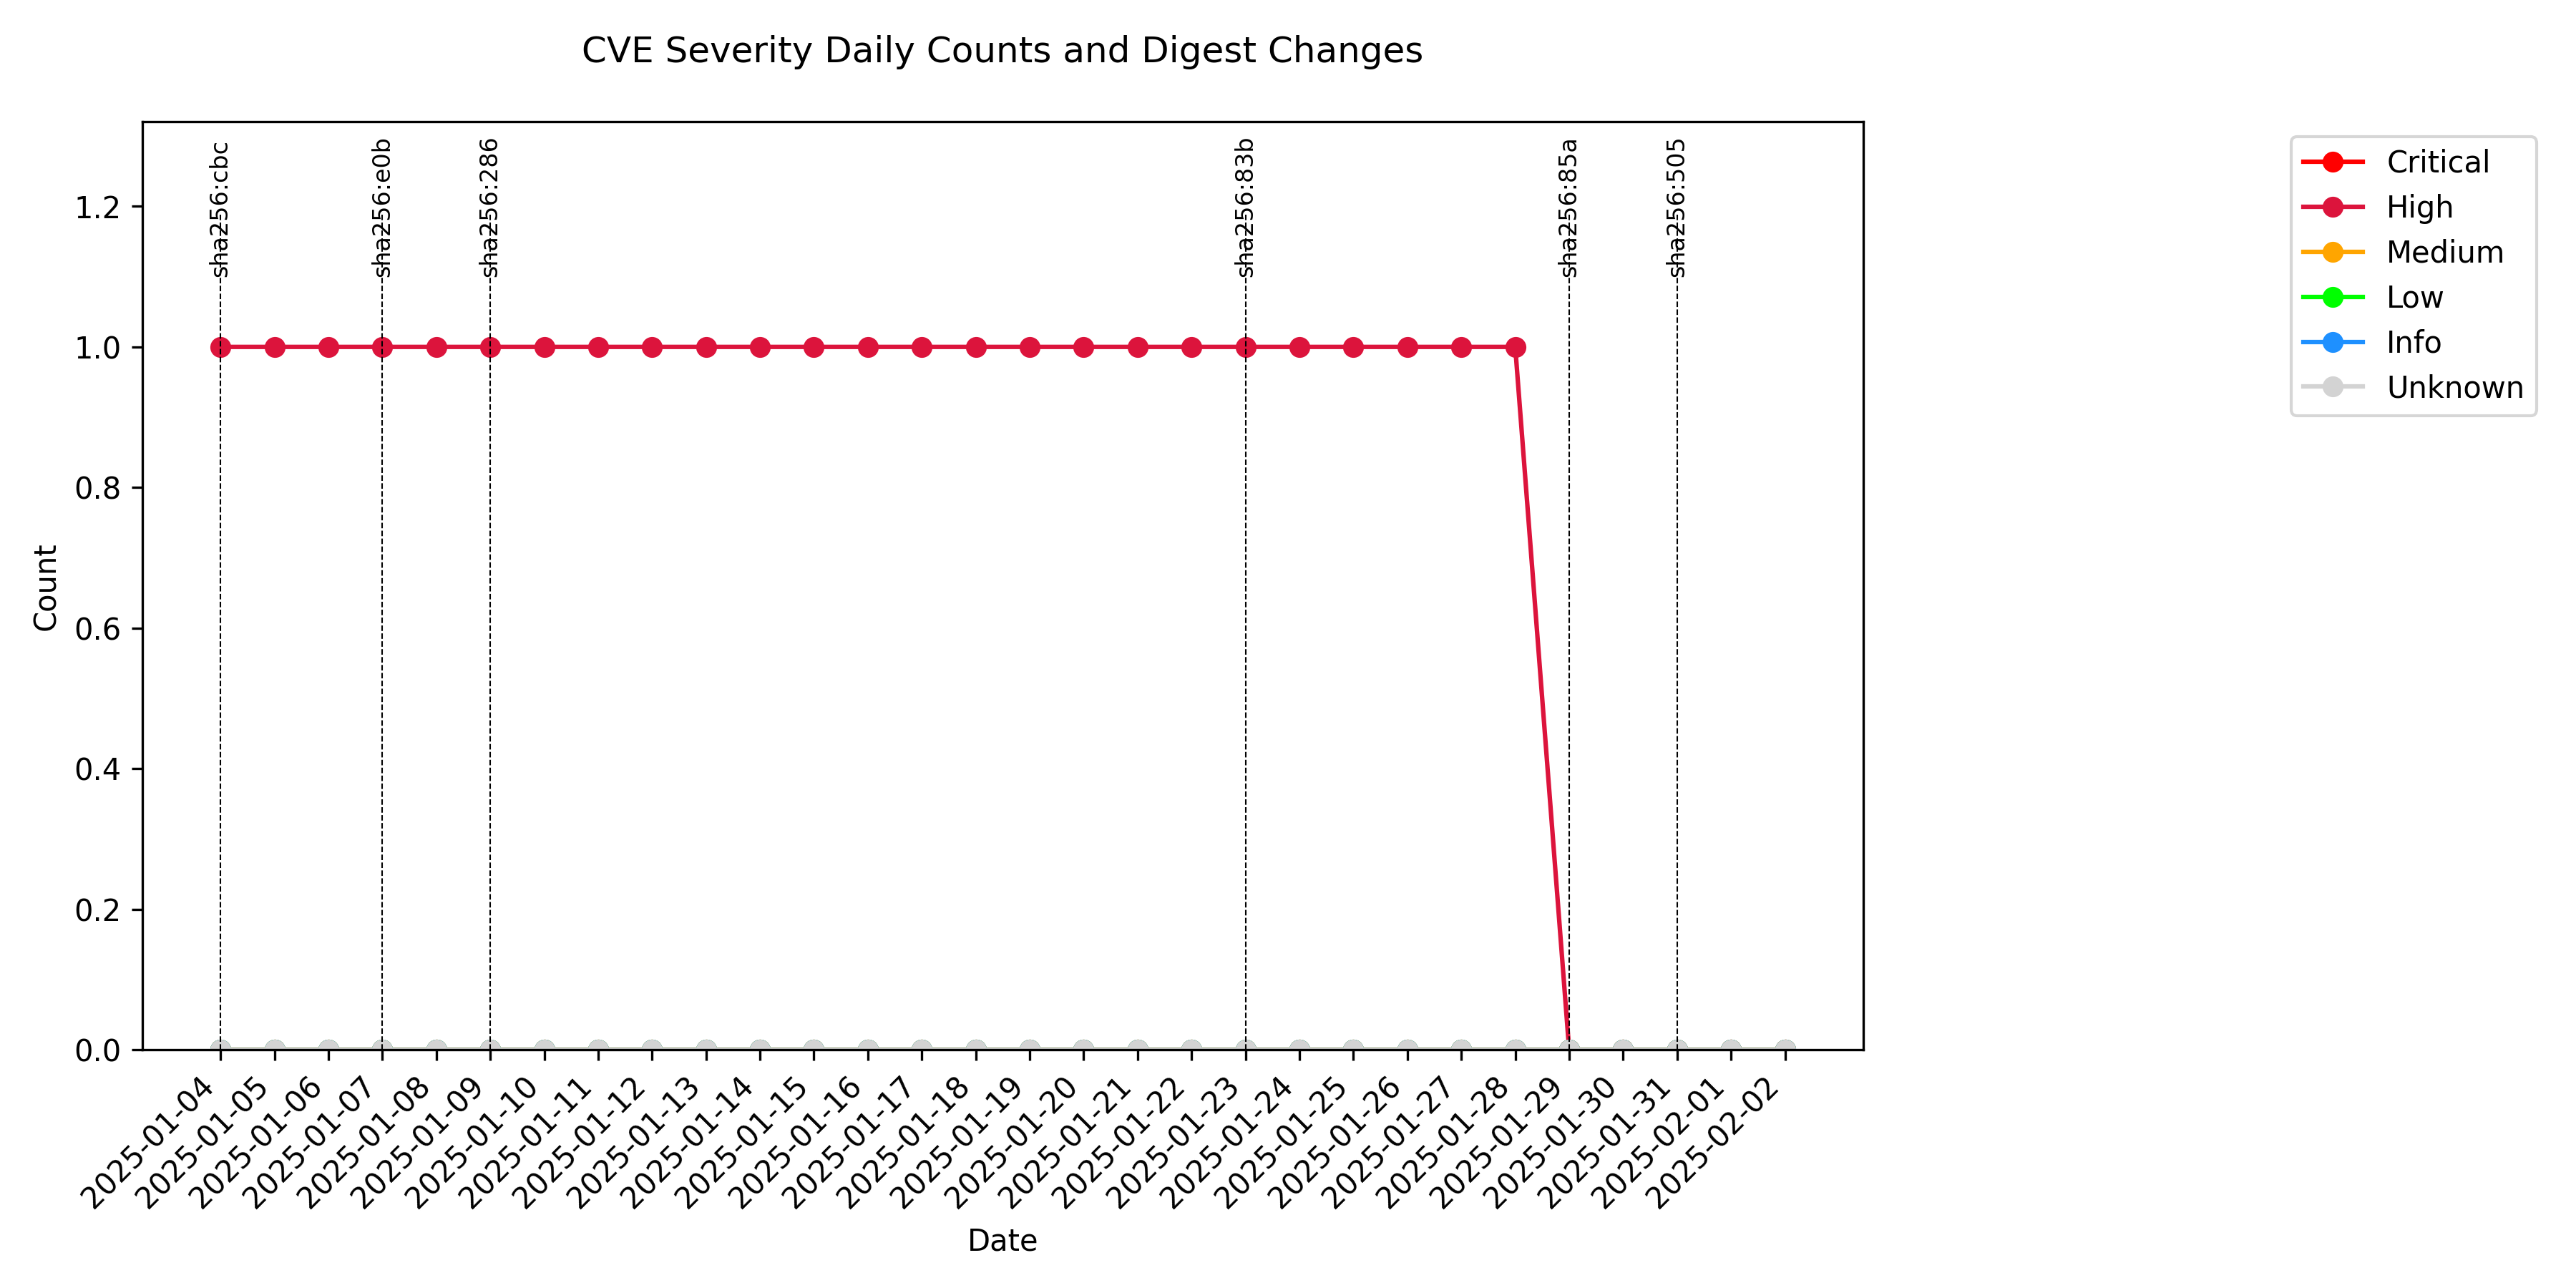 CVE Severity Daily Counts and Digest Changes
sha256:cbc
sha256:e0b
sha256:286
sha256:83b
sha256:85a
sha256:505
Critical
High
Medium
Low
Info
Unknown
1.2
1.0
0.8
0.6
0.4
0.2
0.0
Count
2025-01-04
2025-01-05
2025-01-06
2025-01-07
2025-01-08
2025-01-09
2025-01-10
2025-01-11
2025-01-12
2025-01-13
2025-01-14
2025-01-15
2025-01-16
2025-01-17
2025-01-18
2025-01-19
2025-01-20
2025-01-21
2025-01-22
2025-01-23
2025-01-24
2025-01-25
2025-01-26
2025-01-27
2025-01-28
2025-01-29
2025-01-30
2025-01-31
2025-02-01
2025-02-02
Date